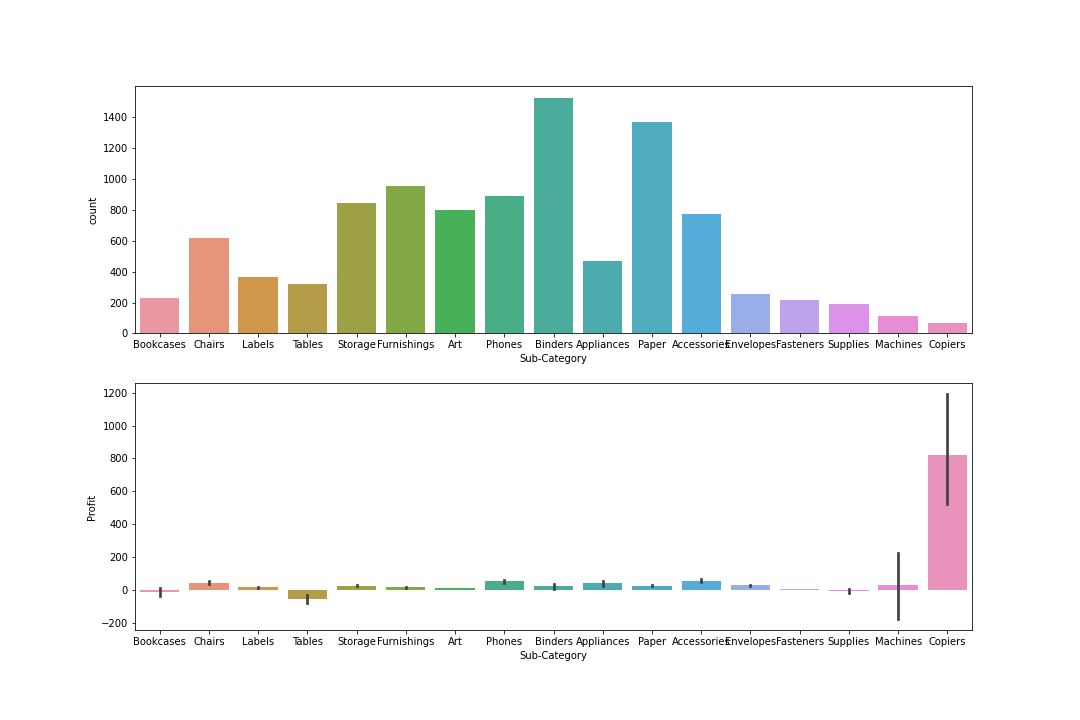 1400
1200
1000
800
600
400
200
0
count
Bookcases Chairs Labels Tables Storage Furnishings Art Phones Binders Appliances Paper Accessories Envelopes Fasteners Supplies Machines Copiers
Sub-Category
1200
1000
800
600
400
200
0
−200
Profit
Bookcases Chairs Labels Tables Storage Furnishings Art Phones Binders Appliances Paper Accessories Envelopes Fasteners Supplies Machines Copiers
Sub-Category